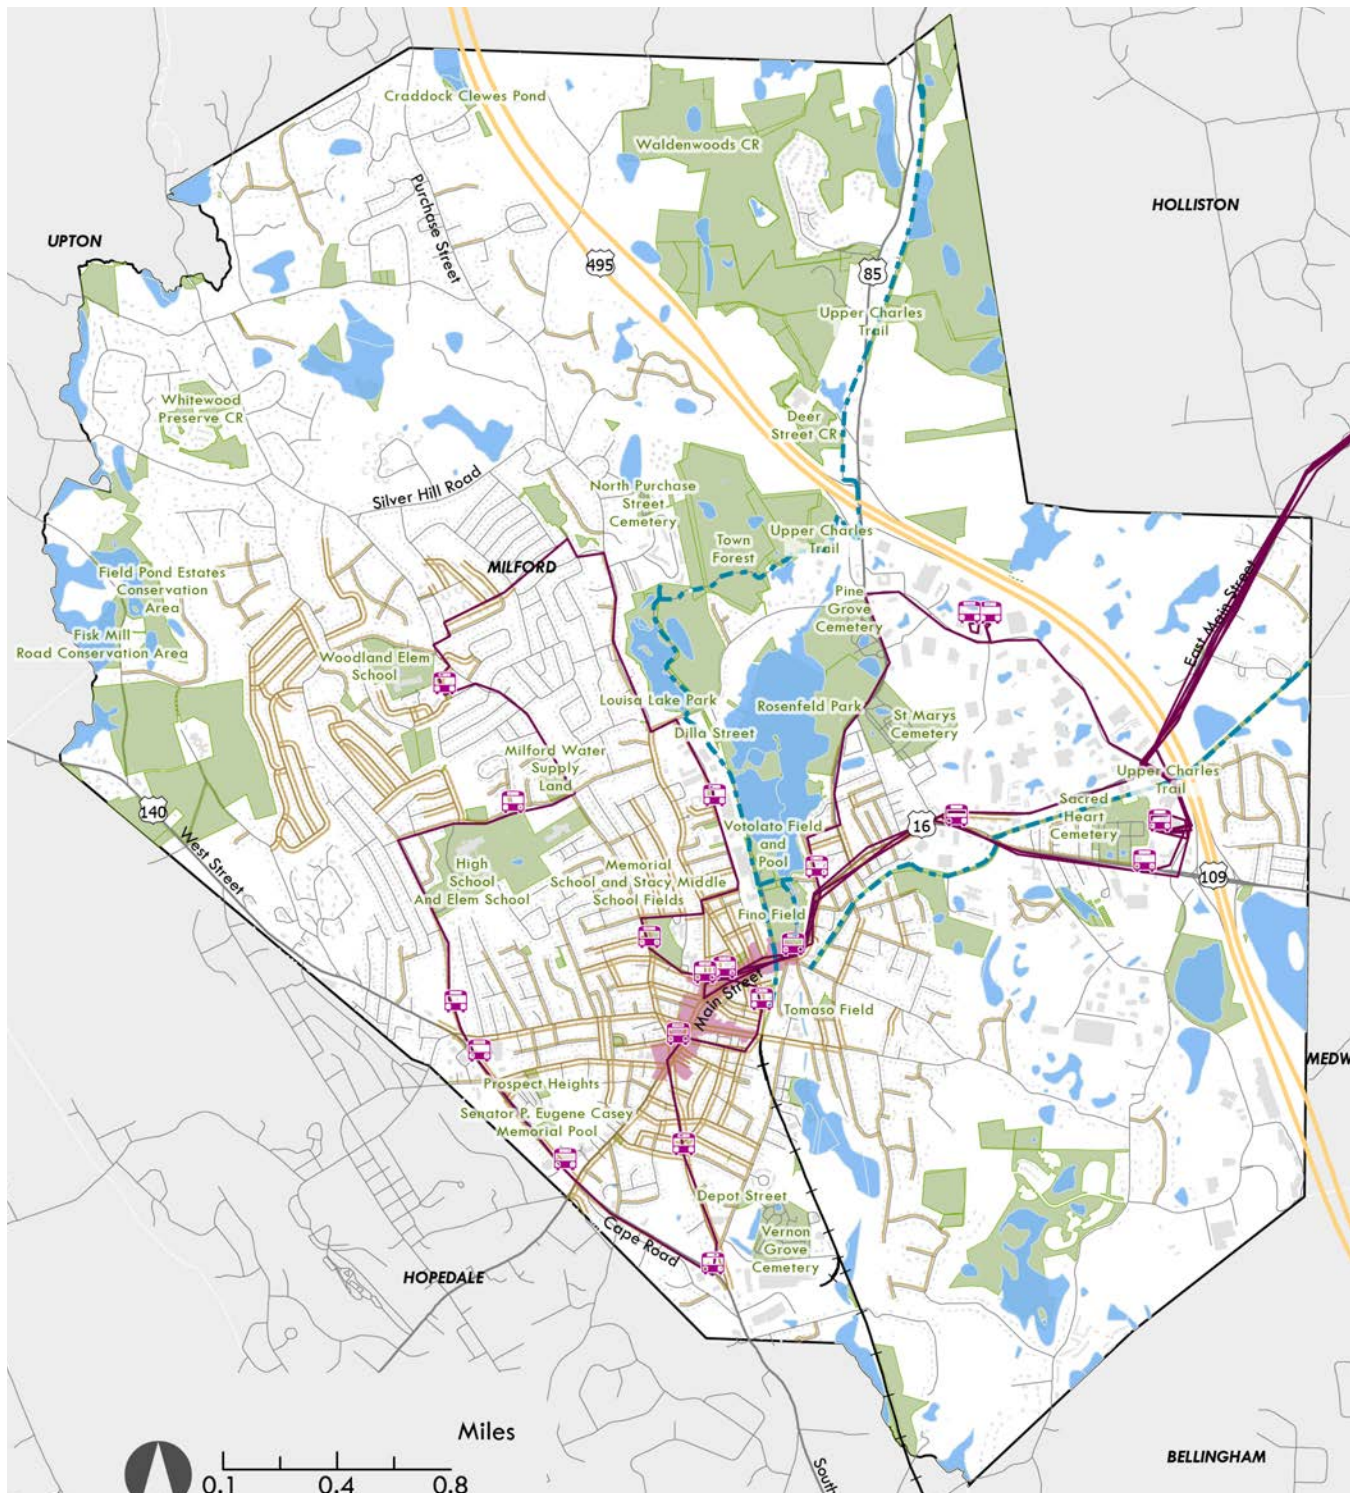 Craddock Clewes Pond
Waldenwoods CR
HOLLISTON
Purchase Street
UPTON
495
85
Upper Charles
Trail
Whitewood
Preserve CR
Deer
Street CR
Silver Hill Road
North Purchase
Street
Cemetery
Upper Charles
Trail
Town
Forest
MILFORD
Field Pond Estates
Conservation
Area
Pine
Grove
Cemetery
East Main Street
Fisk Mill
Road Conservation Area
Woodland Elem
School
Louisa Lake Park
Rosenfeld Park
St Marys
Cemetery
Dilla Street
Milford Water
Supply
Land
Upper Charles
Trail
140
Sacred
Heart
Cemetery
16
Votolato Field
and
Pool
West Street
High
School
And Elem School
Memorial
School and Stacy Middle
School Fields
109
Fino Field
Main Street
Tomaso Field
MEDW
Prospect Heights
Senator P. Eugene Casey
Memorial Pool
Depot Street
Cape Road
Vernon
Grove
Cemetery
HOPEDALE
Miles
BELLINGHAM
South
0.1 0.4 0.8